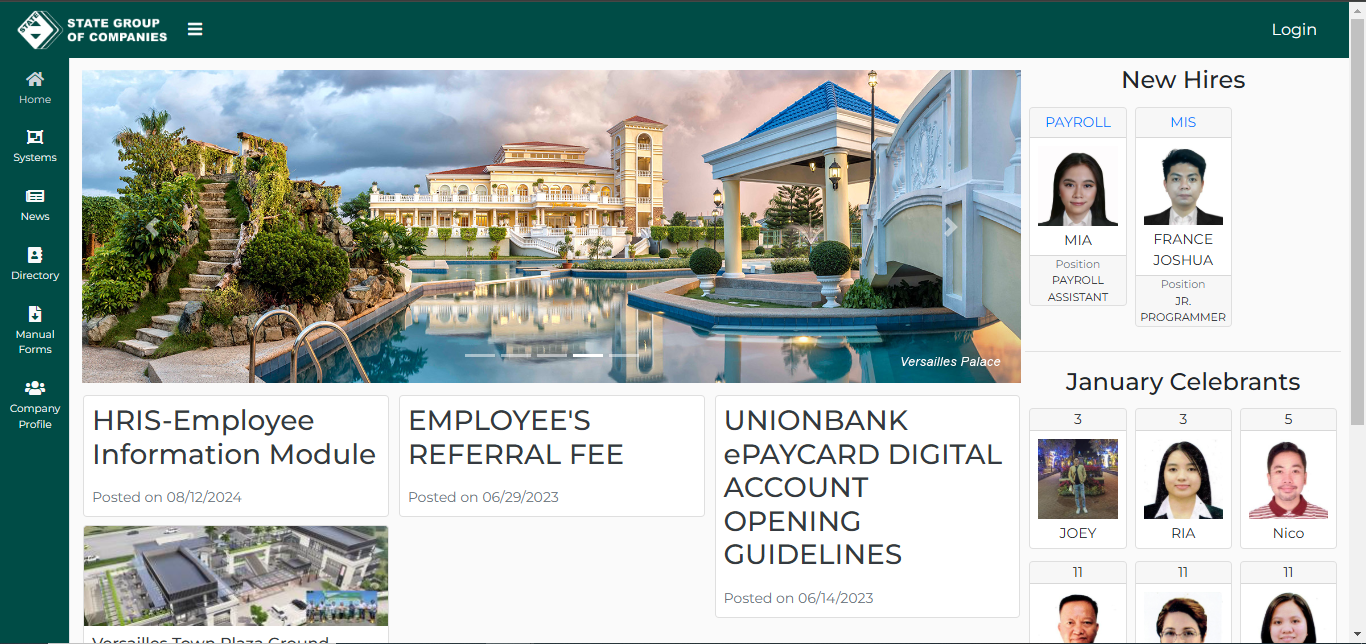 STATE
STATE GROUP
OF COMPANIES
Login
Home
Systems
News
Directory
Manual
Forms
Company
Profile
Versailles Palace
HRIS-Employee
Information Module
Posted on 08/12/2024
EMPLOYEE'S
REFERRAL FEE
Posted on 06/29/2023
UNIONBANK
ePAYCARD DIGITAL
ACCOUNT
OPENING
GUIDELINES
Posted on 06/14/2023
Versailles Town Plaza Ground
New Hires
PAYROLL
MIA
Position
PAYROLL
ASSISTANT
MIS
FRANCE
JOSHUA
Position
JR.
PROGRAMMER
January Celebrants
3
JOEY
3
RIA
5
Nico
11
11
11